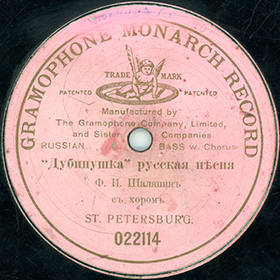 GRAMOPHONE MONARCH RECORD
TRADE MARK.
PATENTED PATENTED
Manufactured by
The Gramophone Company, Limited,
and Sister Companies
RUSSIAN BASS w. Chorus
"Дубинушка" русская пѣсня
Ф. И. Шаляпинъ
съ хоромъ.
ST. PETERSBURG.
022114